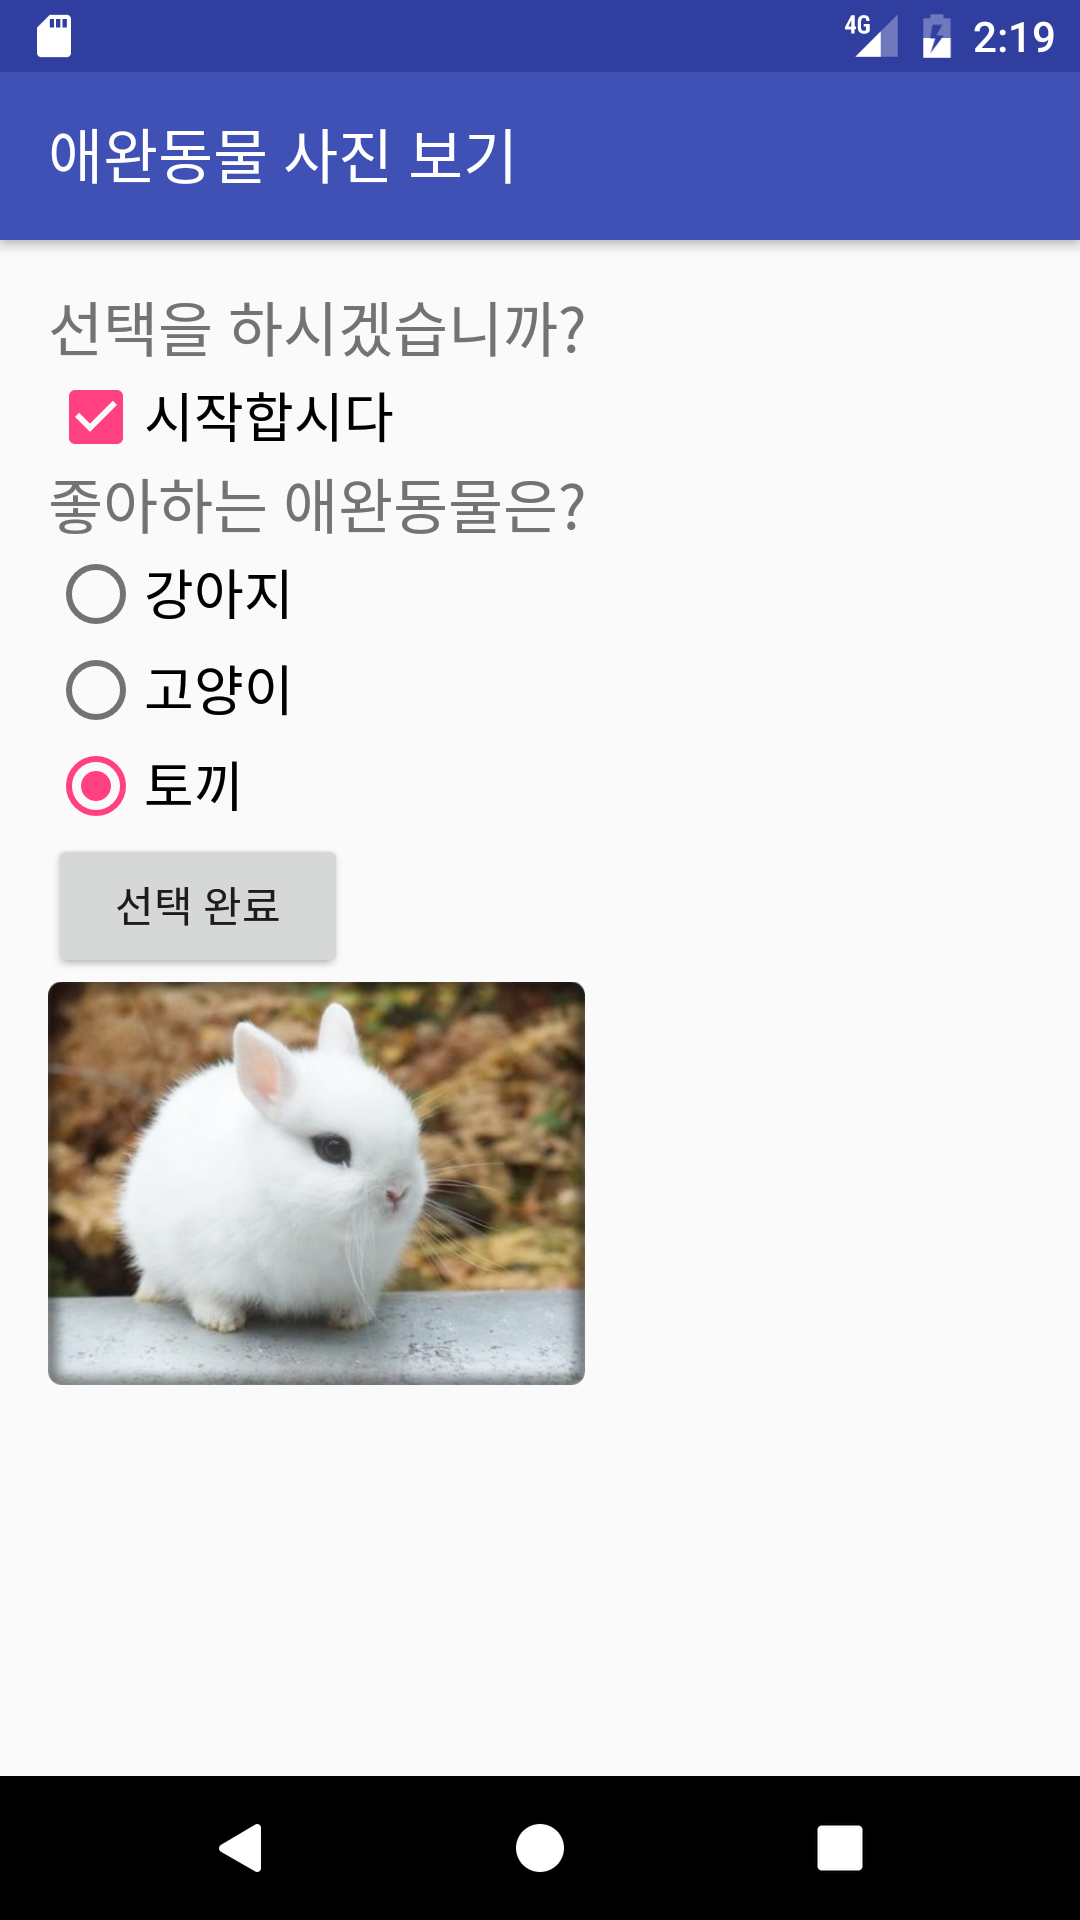 4G 2:19
애완동물 사진 보기
선택을 하시겠습니까?
시작합시다
좋아하는 애완동물은?
강아지
고양이
토끼
선택 완료